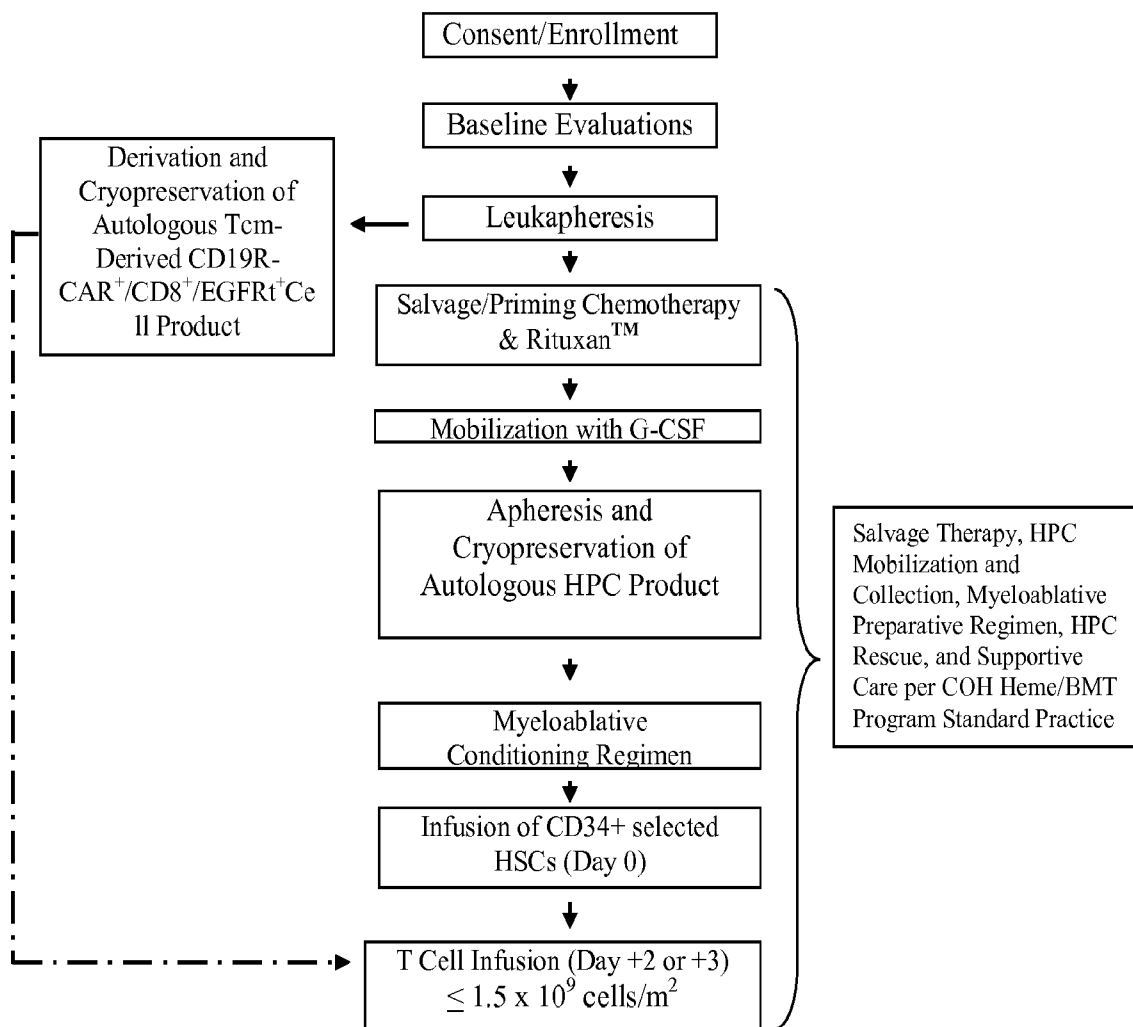 Consent/Enrollment
Baseline Evaluations
Derivation and
Cryopreservation of
Autologous Tcm-
Derived CD19R-
CAR⁺/CD8⁺/EGFRt⁺Ce
ll Product
Leukapheresis
Salvage/Priming Chemotherapy
& Rituxan™
Mobilization with G-CSF
Apheresis and
Cryopreservation of
Autologous HPC Product
Salvage Therapy, HPC
Mobilization and
Collection, Myeloablative
Preparative Regimen, HPC
Rescue, and Supportive
Care per COH Heme/BMT
Program Standard Practice
Myeloablative
Conditioning Regimen
Infusion of CD34+ selected
HSCs (Day 0)
T Cell Infusion (Day +2 or +3)
≤ 1.5 x 10⁹ cells/m²